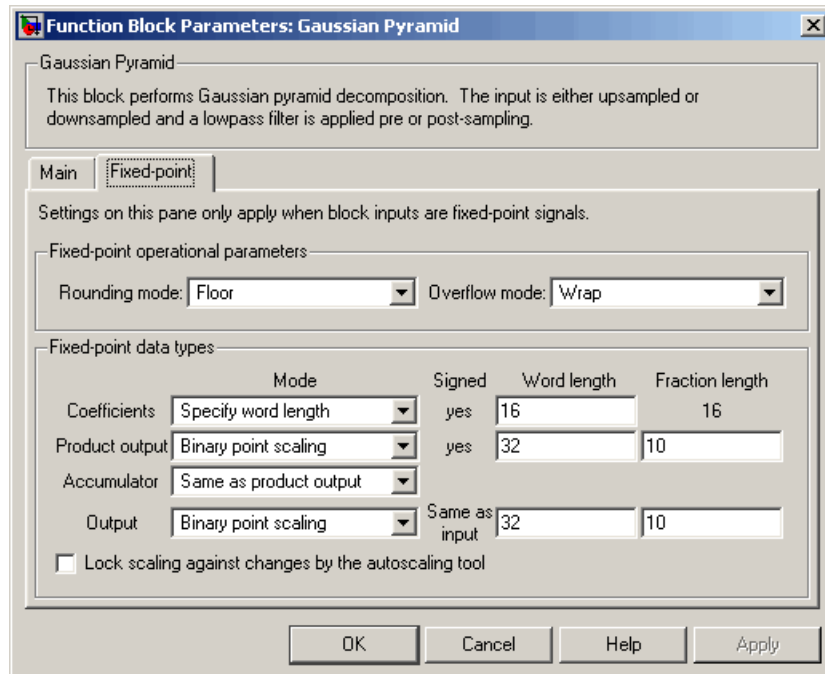 Function Block Parameters: Gaussian Pyramid
Gaussian Pyramid
This block performs Gaussian pyramid decomposition. The input is either upsampled or
downsampled and a lowpass filter is applied pre or post-sampling.
Main Fixed-point
Settings on this pane only apply when block inputs are fixed-point signals.
Fixed-point operational parameters
Rounding mode: Floor Overflow mode: Wrap
Fixed-point data types
Mode Signed Word length Fraction length
Coefficients Specify word length yes 16 16
Product output Binary point scaling yes 32 10
Accumulator Same as product output
Output Binary point scaling Same as input 32 10
Lock scaling against changes by the autoscaling tool
OK Cancel Help Apply